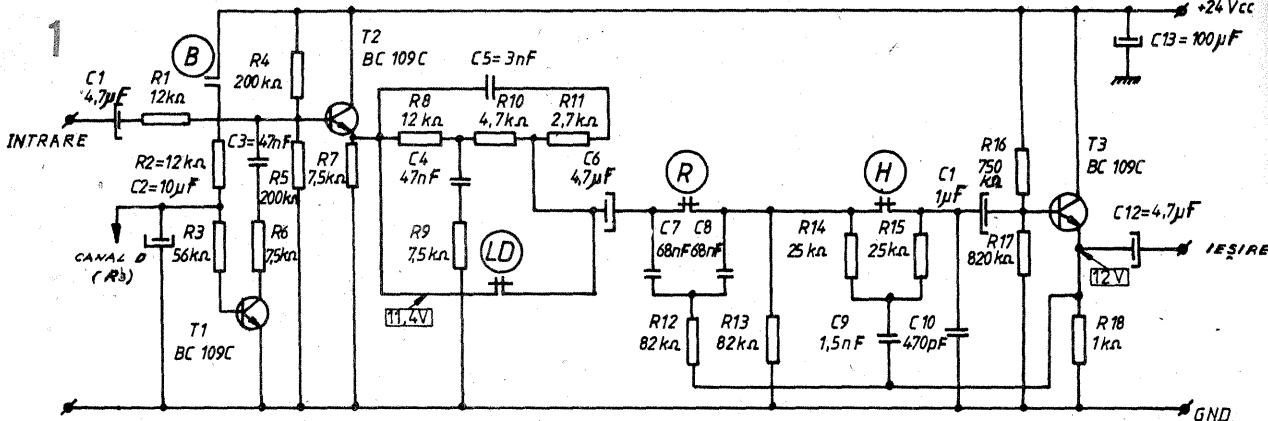 1
+24Vcc
B
T2
BC 109C
C13=100µF
C1
4,7µF
R1
12kΩ
R4
200kΩ
C5=3nF
R8
12kΩ
R10
4,7kΩ
R11
2,7kΩ
INTRARE
C3=47nF
R2=12kΩ
C2=10µF
R5
200kΩ
R7
7,5kΩ
C4
47nF
C6
4,7µF
R
H
C1
1µF
R16
750
kΩ
T3
BC 109C
CANAL D
R3
56kΩ
R6
7,5kΩ
R9
7,5kΩ
LD
C7
68nF
C8
68nF
R14
25kΩ
R15
25kΩ
R17
820kΩ
C12=4,7µF
IEȘIRE
12V
11,4V
T1
BC 109C
R12
82kΩ
R13
82kΩ
C9
1,5nF
C10
470pF
R18
1kΩ
GND